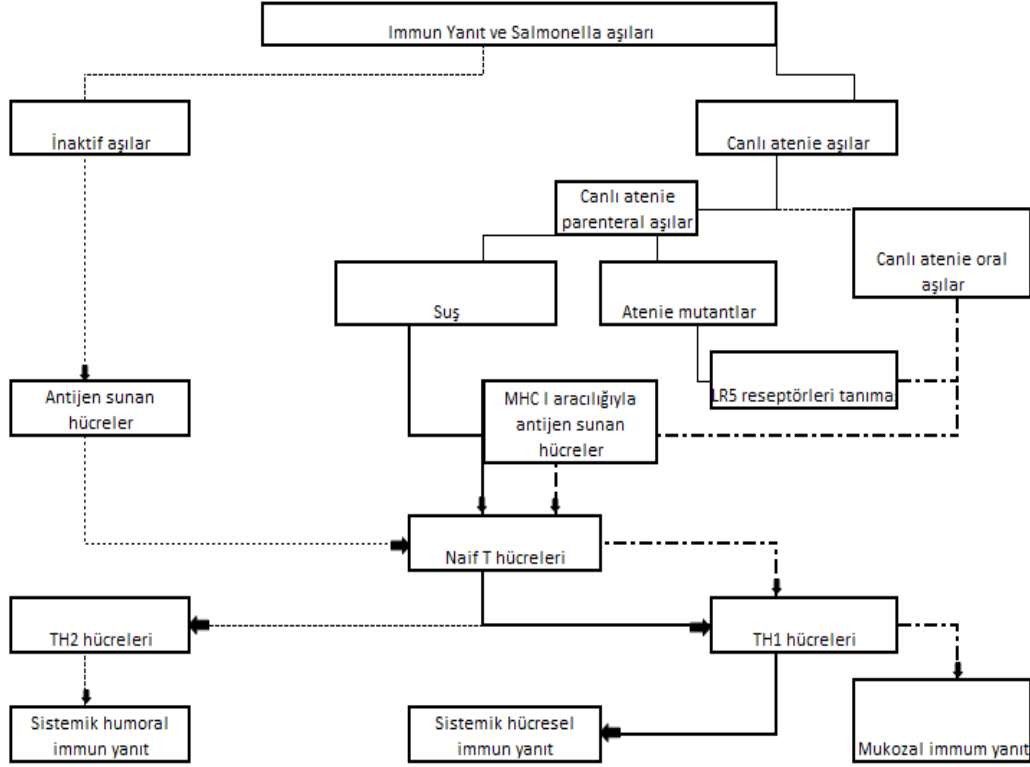 Immun Yanıt ve Salmonella aşıları
İnaktif aşılar
Canlı atenie aşılar
Canlı atenie
parenteral aşılar
Canlı atenie oral
aşılar
Suş
Atenie mutantlar
LR5 reseptörleri tanıma
Antijen sunan
hücreler
MHC I aracılığıyla
antijen sunan
hücreler
Naif T hücreleri
TH2 hücreleri
TH1 hücreleri
Sistemik humoral
immun yanıt
Sistemik hücresel
immun yanıt
Mukozal immum yanıt